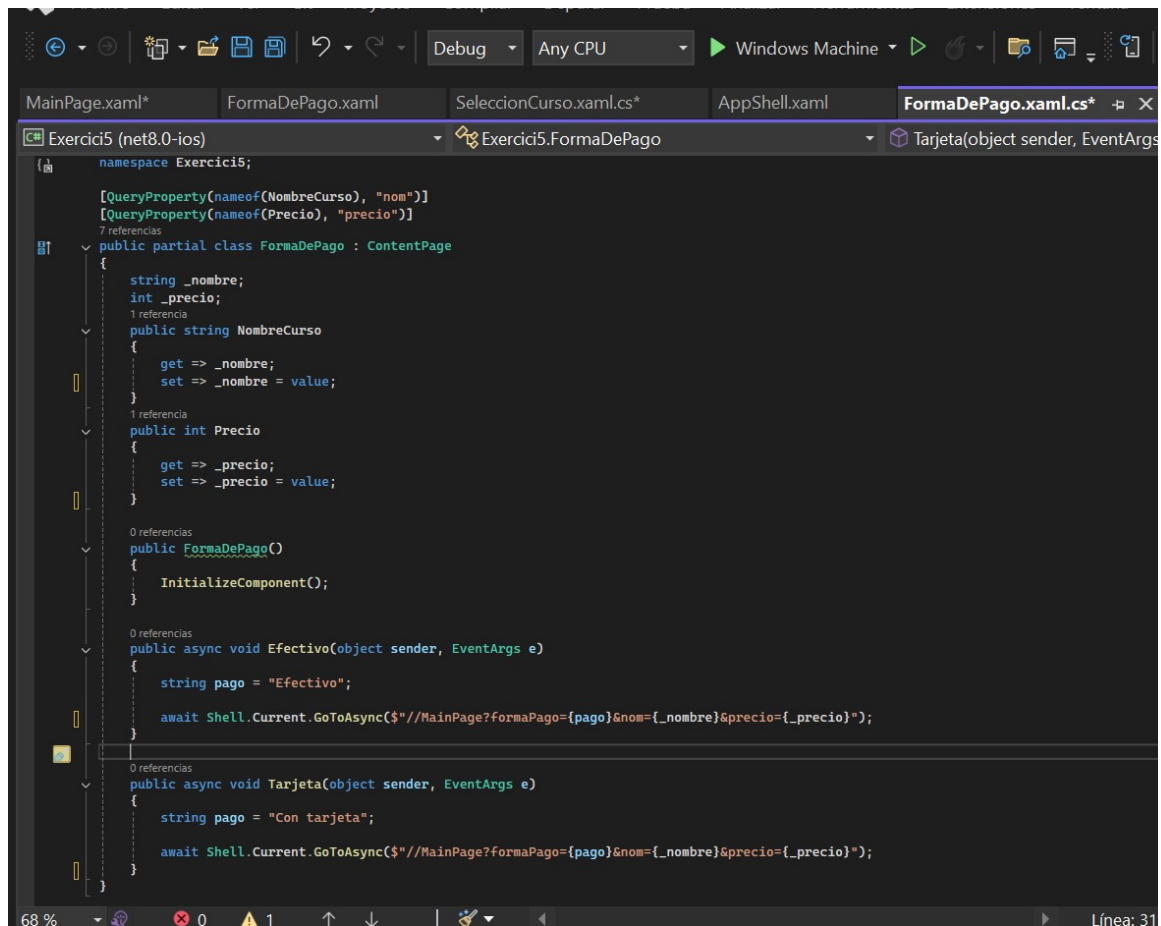 Debug Any CPU Windows Machine
MainPage.xaml* FormaDePago.xaml SeleccionCurso.xaml.cs* AppShell.xaml FormaDePago.xaml.cs*
C# Exercici5 (net8.0-ios) Exercici5.FormaDePago Tarjeta(object sender, EventArgs
namespace Exercici5;
[QueryProperty(nameof(NombreCurso), "nom")]
[QueryProperty(nameof(Precio), "precio")]
7 referencias
public partial class FormaDePago : ContentPage
{
string _nombre;
int _precio;
1 referencia
public string NombreCurso
{
get => _nombre;
set => _nombre = value;
}
1 referencia
public int Precio
{
get => _precio;
set => _precio = value;
}
0 referencias
public FormaDePago()
{
InitializeComponent();
}
0 referencias
public async void Efectivo(object sender, EventArgs e)
{
string pago = "Efectivo";
await Shell.Current.GoToAsync($"//MainPage?formaPago={pago}&nom={_nombre}&precio={_precio}");
}
0 referencias
public async void Tarjeta(object sender, EventArgs e)
{
string pago = "Con tarjeta";
await Shell.Current.GoToAsync($"//MainPage?formaPago={pago}&nom={_nombre}&precio={_precio}");
}
}
68 % 0 1 Línea: 31